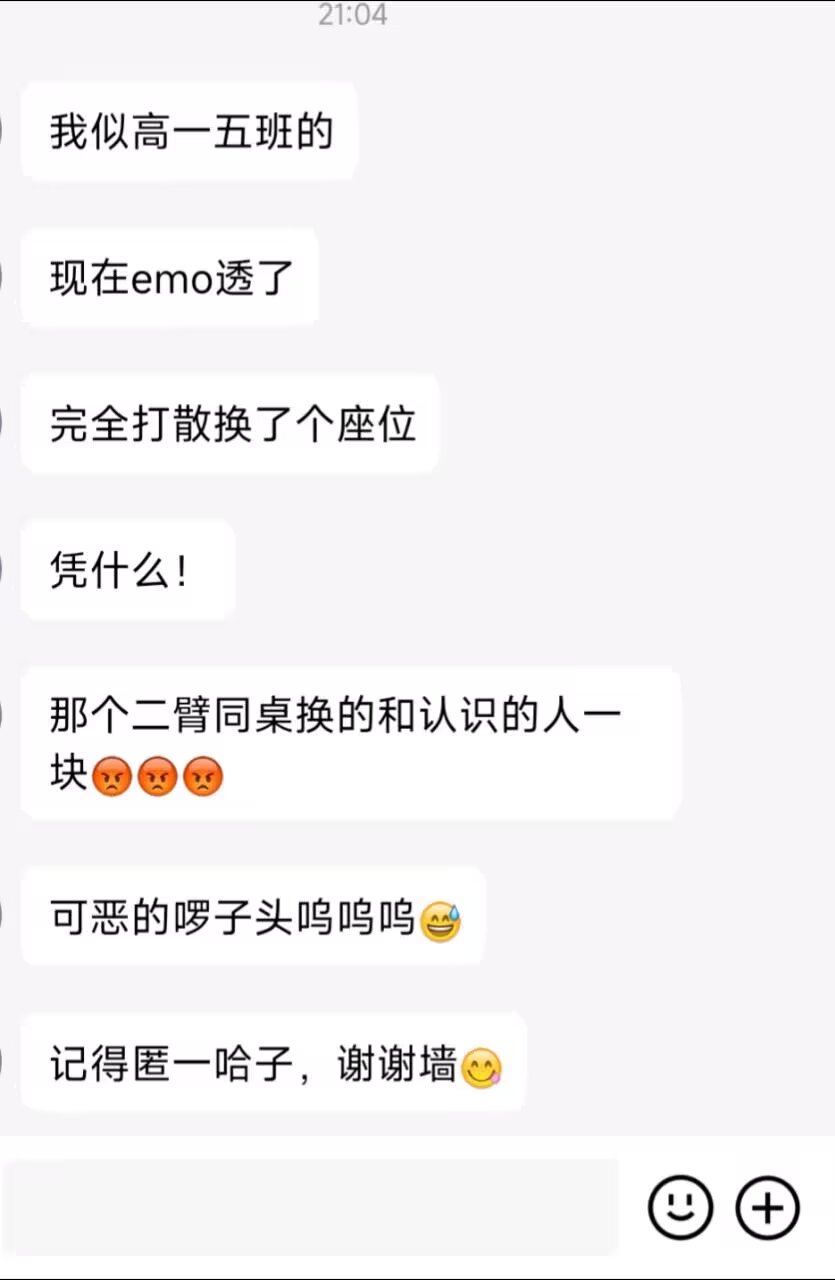 21:04
我似高一五班的
现在emo透了
完全打散换了个座位
凭什么！
那个二臂同桌换的和认识的人一
块😡😡😡
可恶的啰子头呜呜呜😅
记得匿一哈子，谢谢墙😋